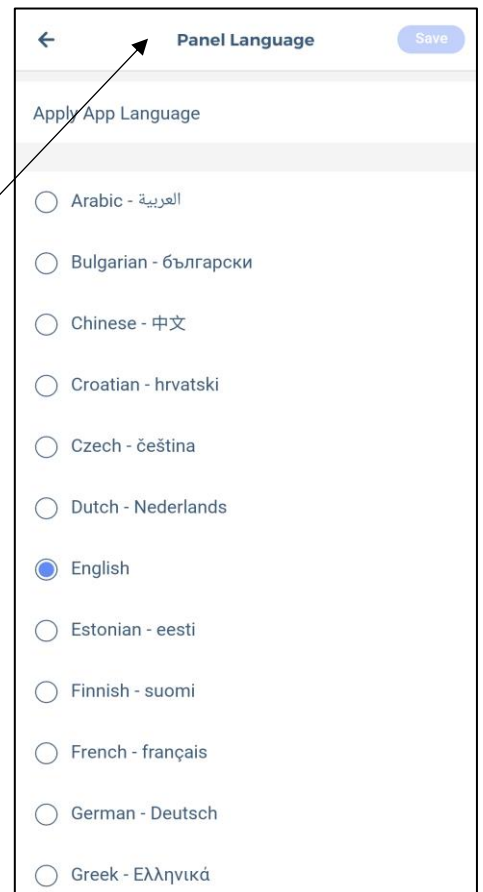 Panel Language
Save
Apply App Language
Arabic - العربية
Bulgarian - български
Chinese - 中文
Croatian - hrvatski
Czech - čeština
Dutch - Nederlands
English
Estonian - eesti
Finnish - suomi
French - français
German - Deutsch
Greek - Ελληνικά